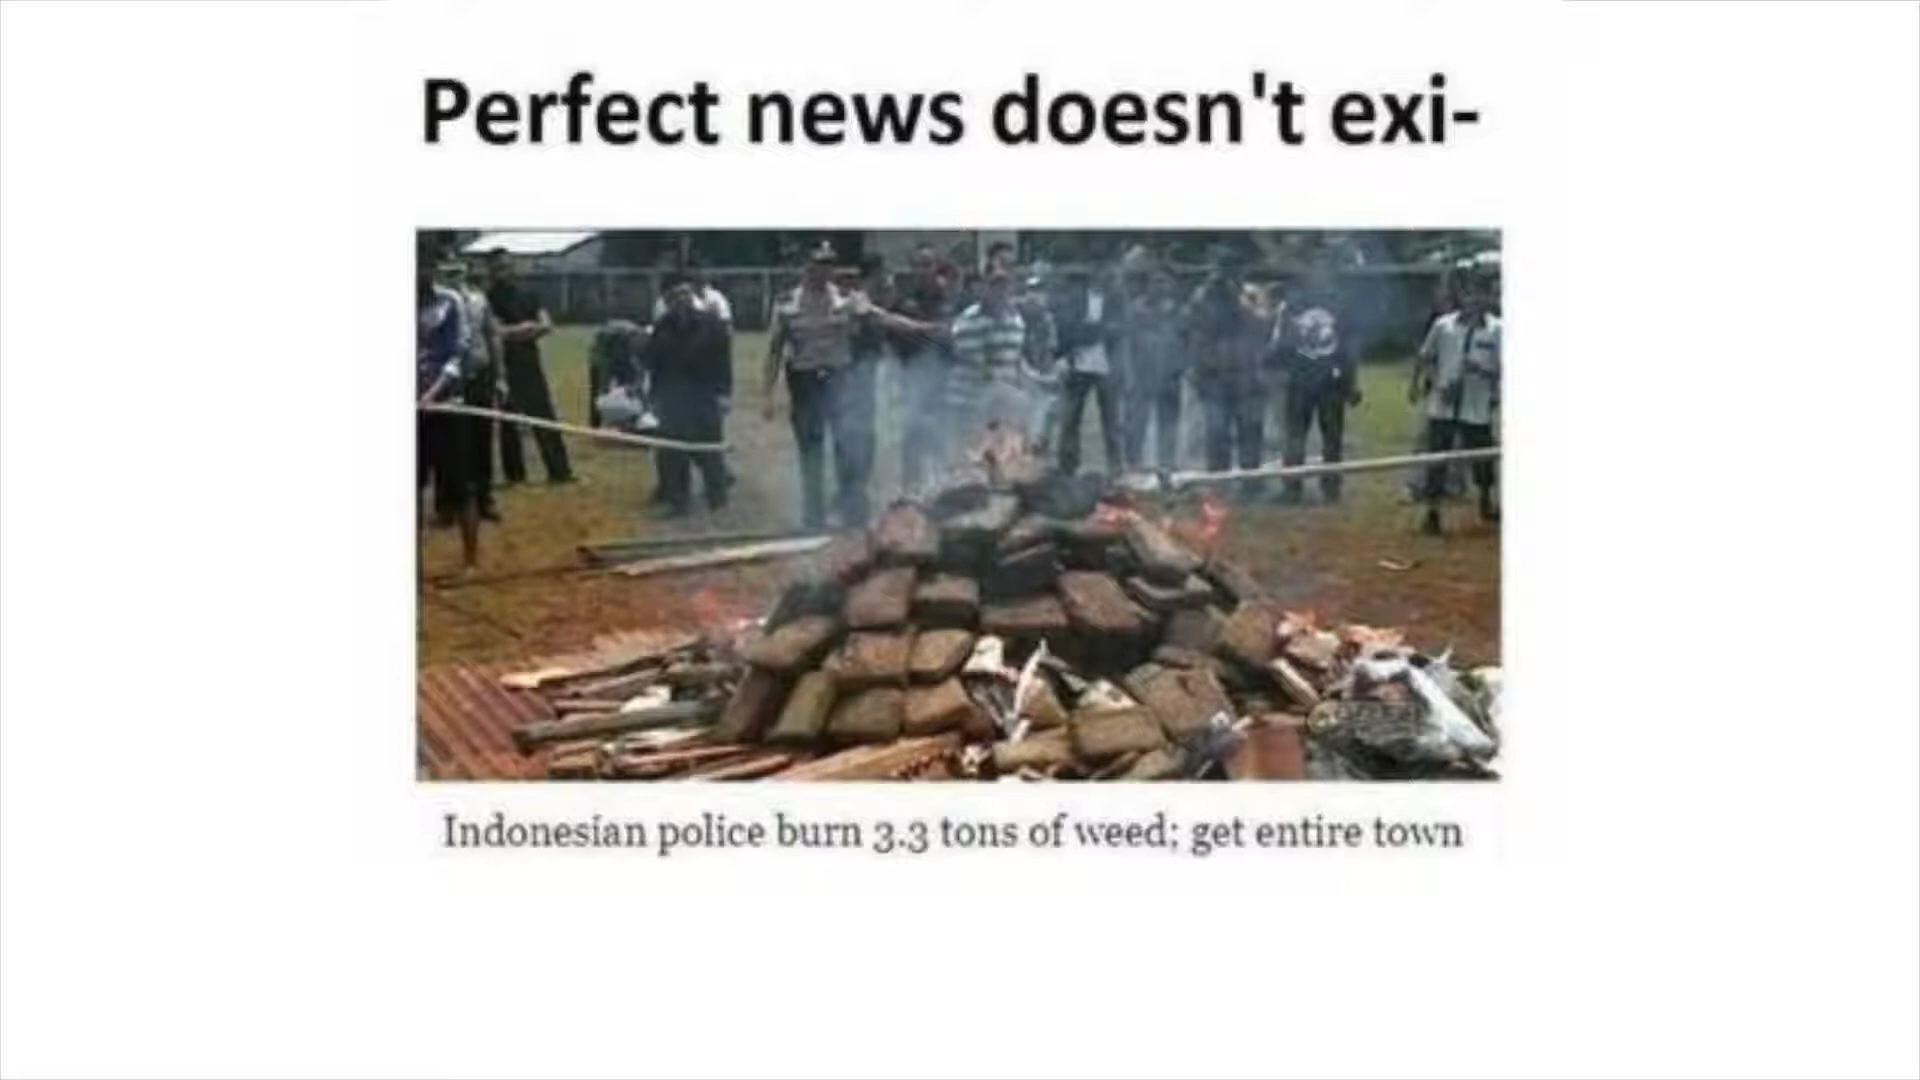 Perfect news doesn't exi-
Indonesian police burn 3.3 tons of weed; get entire town